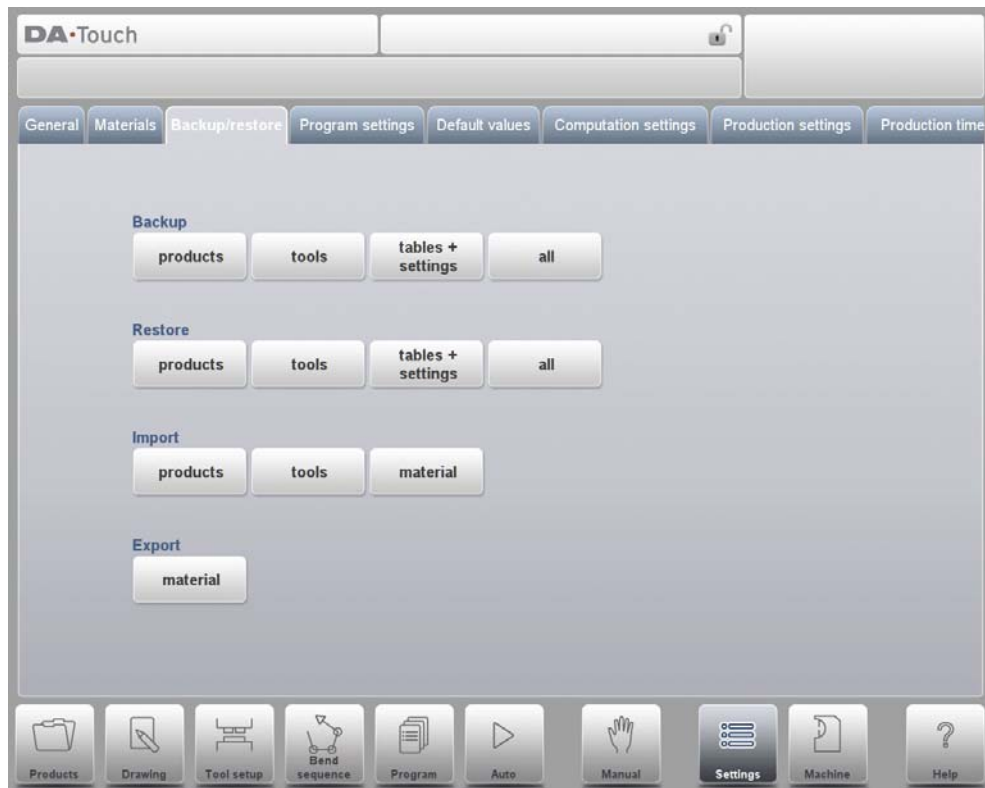 DA·Touch
General Materials Backup/restore Program settings Default values Computation settings Production settings Production time
Backup
products tools tables + settings all
Restore
products tools tables + settings all
Import
products tools material
Export
material
Products Drawing Tool setup Bend sequence Program Auto Manual Settings Machine Help